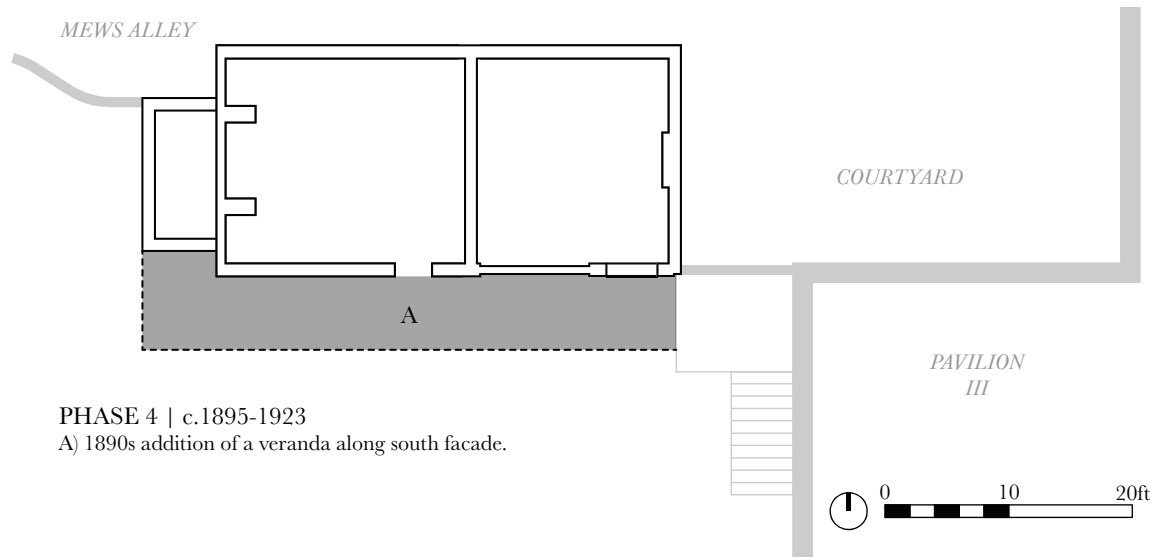 MEWS ALLEY
COURTYARD
A
PAVILION
III
PHASE 4 | c.1895-1923
A) 1890s addition of a veranda along south facade.
0 10 20ft